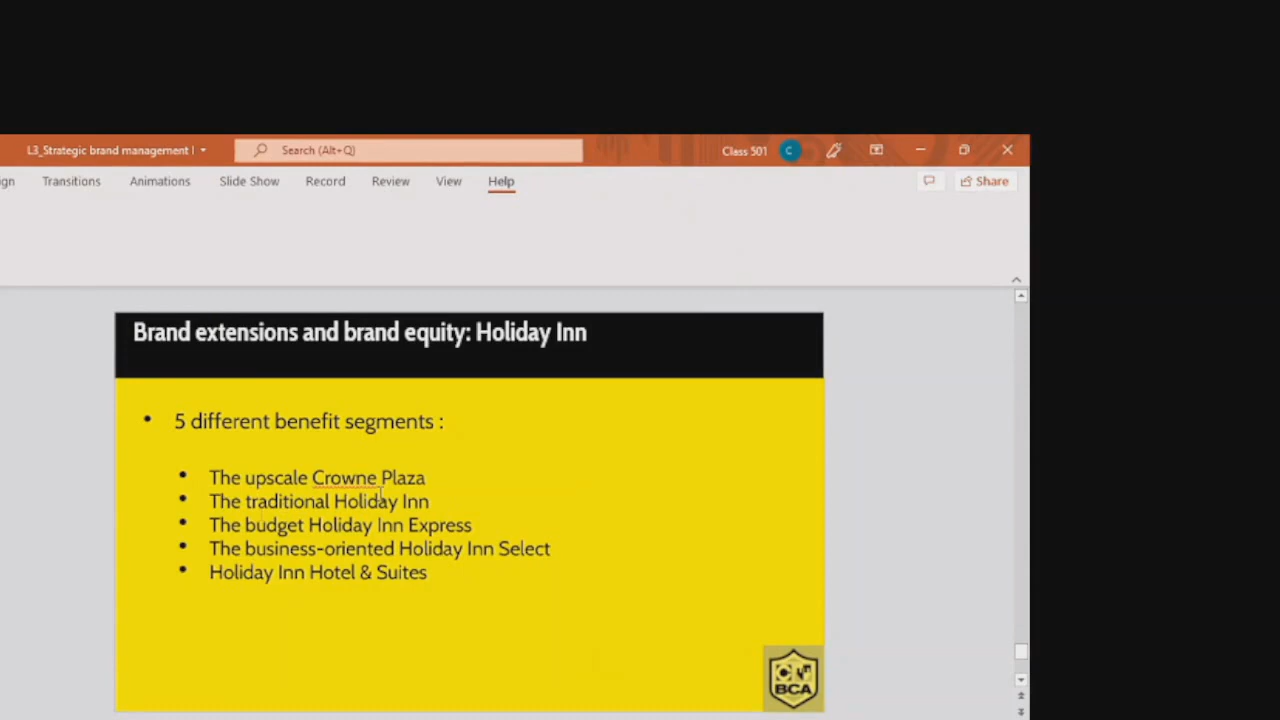 L3_Strategic brand management
Search (Alt+Q)
Class 501
C
Transitions
Animations
Slide Show
Record
Review
View
Help
Share
Brand extensions and brand equity: Holiday Inn
• 5 different benefit segments :
• The upscale Crowne Plaza
• The traditional Holiday Inn
• The budget Holiday Inn Express
• The business-oriented Holiday Inn Select
• Holiday Inn Hotel & Suites
BCA